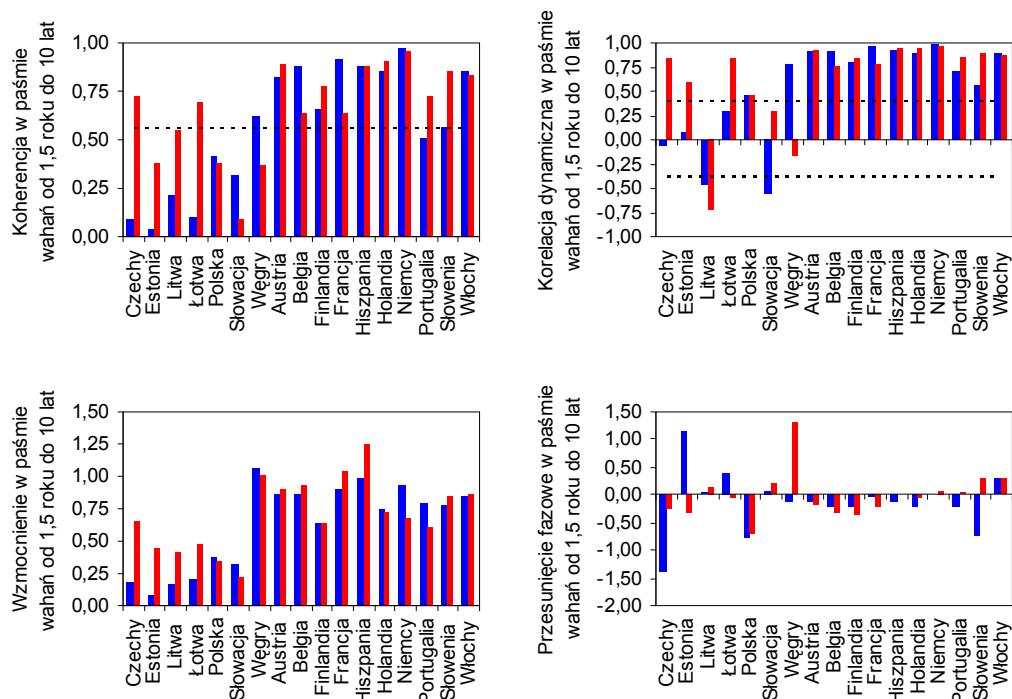 Koherencja w paśmie
wahań od 1,5 roku do 10 lat
1,00
0,75
0,50
0,25
0,00
Czechy
Estonia
Litwa
Łotwa
Polska
Słowacja
Węgry
Austria
Belgia
Finlandia
Francja
Hiszpania
Holandia
Niemcy
Portugalia
Słowenia
Włochy
Korelacja dynamiczna w paśmie
wahań od 1,5 roku do 10 lat
1,00
0,75
0,50
0,25
0,00
-0,25
-0,50
-0,75
-1,00
Czechy
Estonia
Litwa
Łotwa
Polska
Słowacja
Węgry
Austria
Belgia
Finlandia
Francja
Hiszpania
Holandia
Niemcy
Portugalia
Słowenia
Włochy
Wzmocnienie w paśmie
wahań od 1,5 roku do 10 lat
1,50
1,25
1,00
0,75
0,50
0,25
0,00
Czechy
Estonia
Litwa
Łotwa
Polska
Słowacja
Węgry
Austria
Belgia
Finlandia
Francja
Hiszpania
Holandia
Niemcy
Portugalia
Słowenia
Włochy
Przesunięcie fazowe w paśmie
wahań od 1,5 roku do 10 lat
1,50
1,00
0,50
0,00
-0,50
-1,00
-1,50
-2,00
Czechy
Estonia
Litwa
Łotwa
Polska
Słowacja
Węgry
Austria
Belgia
Finlandia
Francja
Hiszpania
Holandia
Niemcy
Portugalia
Słowenia
Włochy